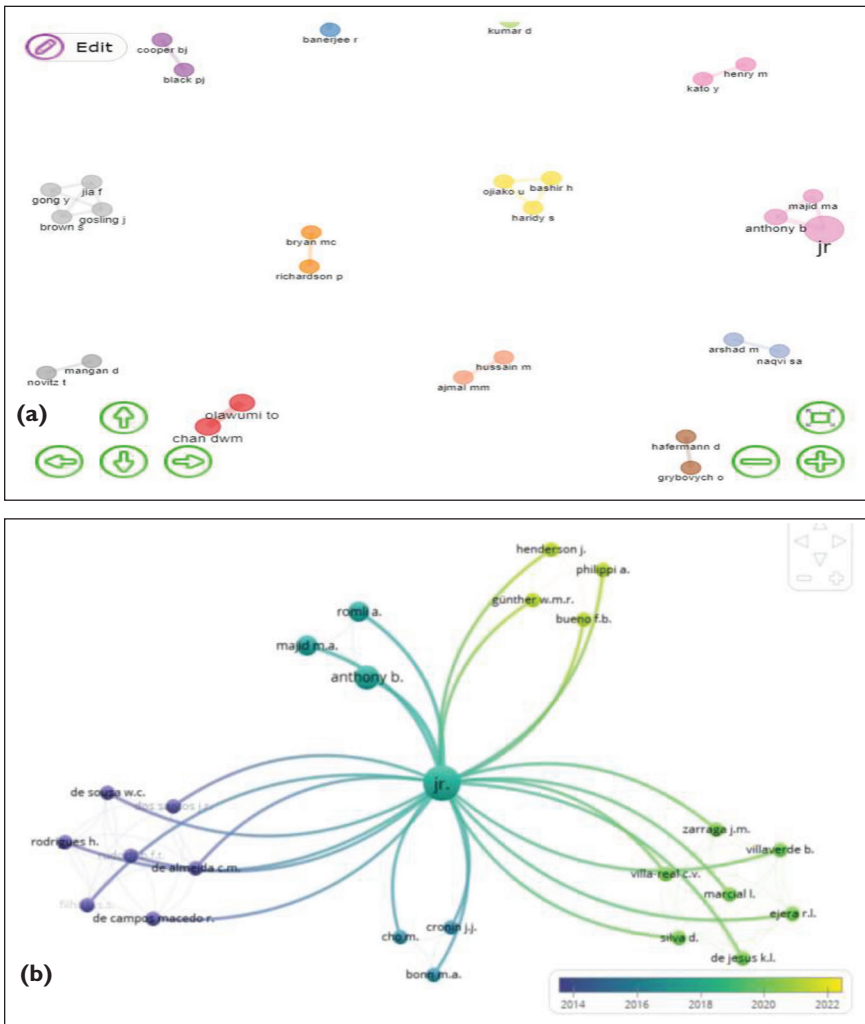 Edit
cooper bj
black pj
banerjee r
kumar d
henry m
kato y
jia f
gong y
gosling j
brown s
ojiako u
bashir h
haridy s
majid ma
anthony b
jr
bryan mc
richardson p
arshad m
naqvi sa
mangan d
novitz t
hussain m
ajmal mm
olawumi to
chan dwm
hafermann d
grybovych o
(a)
henderson j.
philippi a.
günther w.m.r.
bueno f.b.
romli a.
majid m.a.
anthony b.
jr.
de sousa w.c.
dos santos i.r.
rodrigues h.
de almeida c.m.
de campos macedo r.
zarraga j.m.
villaverde b.
villa-real c.v.
marcial l.
ejera r.l.
silva d.
de jesus k.l.
cho m.
cronin j.j.
bonn m.a.
(b)
2014 2016 2018 2020 2022